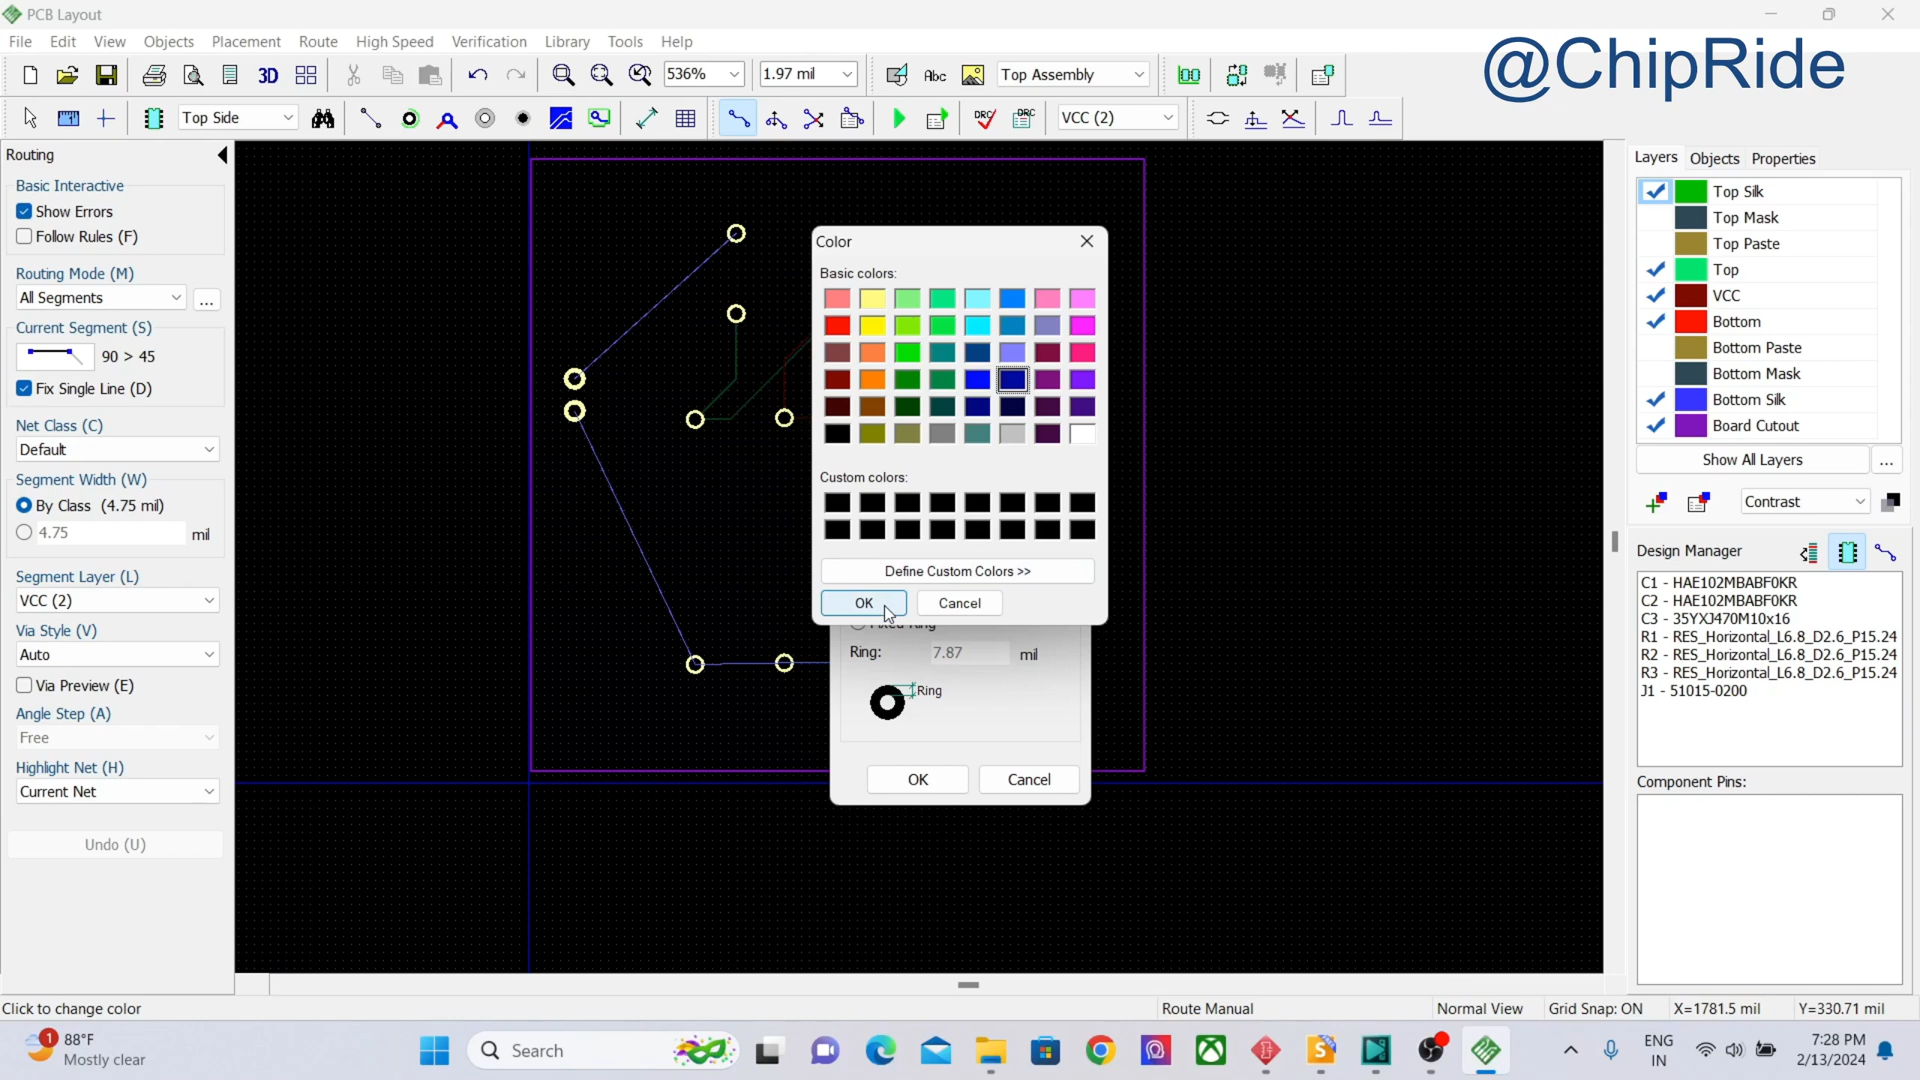 PCB Layout
@ChipRide
File Edit View Objects Placement Route High Speed Verification Library Tools Help
3D 536% 1.97 mil Abc Top Assembly
Top Side DRC DRC VCC (2)
Routing
Basic Interactive
Show Errors
Follow Rules (F)
Routing Mode (M)
All Segments ...
Current Segment (S)
90 > 45
Fix Single Line (D)
Net Class (C)
Default
Segment Width (W)
By Class (4.75 mil)
4.75 mil
Segment Layer (L)
VCC (2)
Via Style (V)
Auto
Via Preview (E)
Angle Step (A)
Free
Highlight Net (H)
Current Net
Undo (U)
Color
Basic colors:
Custom colors:
Define Custom Colors >>
OK Cancel
Ring: 7.87 mil
Ring
OK Cancel
Layers Objects Properties
Top Silk
Top Mask
Top Paste
Top
VCC
Bottom
Bottom Paste
Bottom Mask
Bottom Silk
Board Cutout
Show All Layers ...
Contrast
Design Manager
C1 - HAE102MBABF0KR
C2 - HAE102MBABF0KR
C3 - 35YXJ470M10x16
R1 - RES_Horizontal_L6.8_D2.6_P15.24
R2 - RES_Horizontal_L6.8_D2.6_P15.24
R3 - RES_Horizontal_L6.8_D2.6_P15.24
J1 - 51015-0200
Component Pins:
Click to change color Route Manual Normal View Grid Snap: ON X=1781.5 mil Y=330.71 mil
1 88°F
Mostly clear
Search
ENG
IN
7:28 PM
2/13/2024